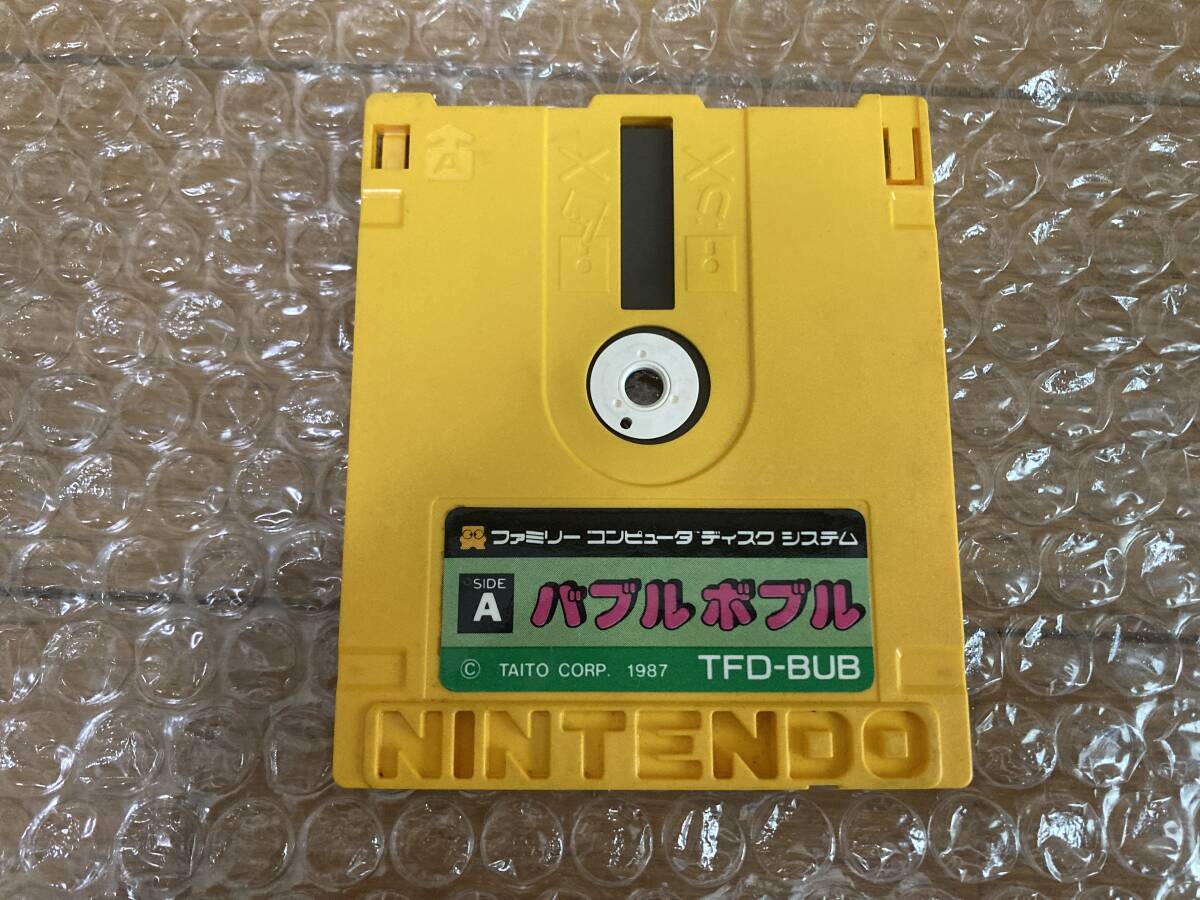 A
ファミリー コンピュータ ディスク システム
SIDE
A
バブルボブル
© TAITO CORP. 1987 TFD-BUB
NINTENDO